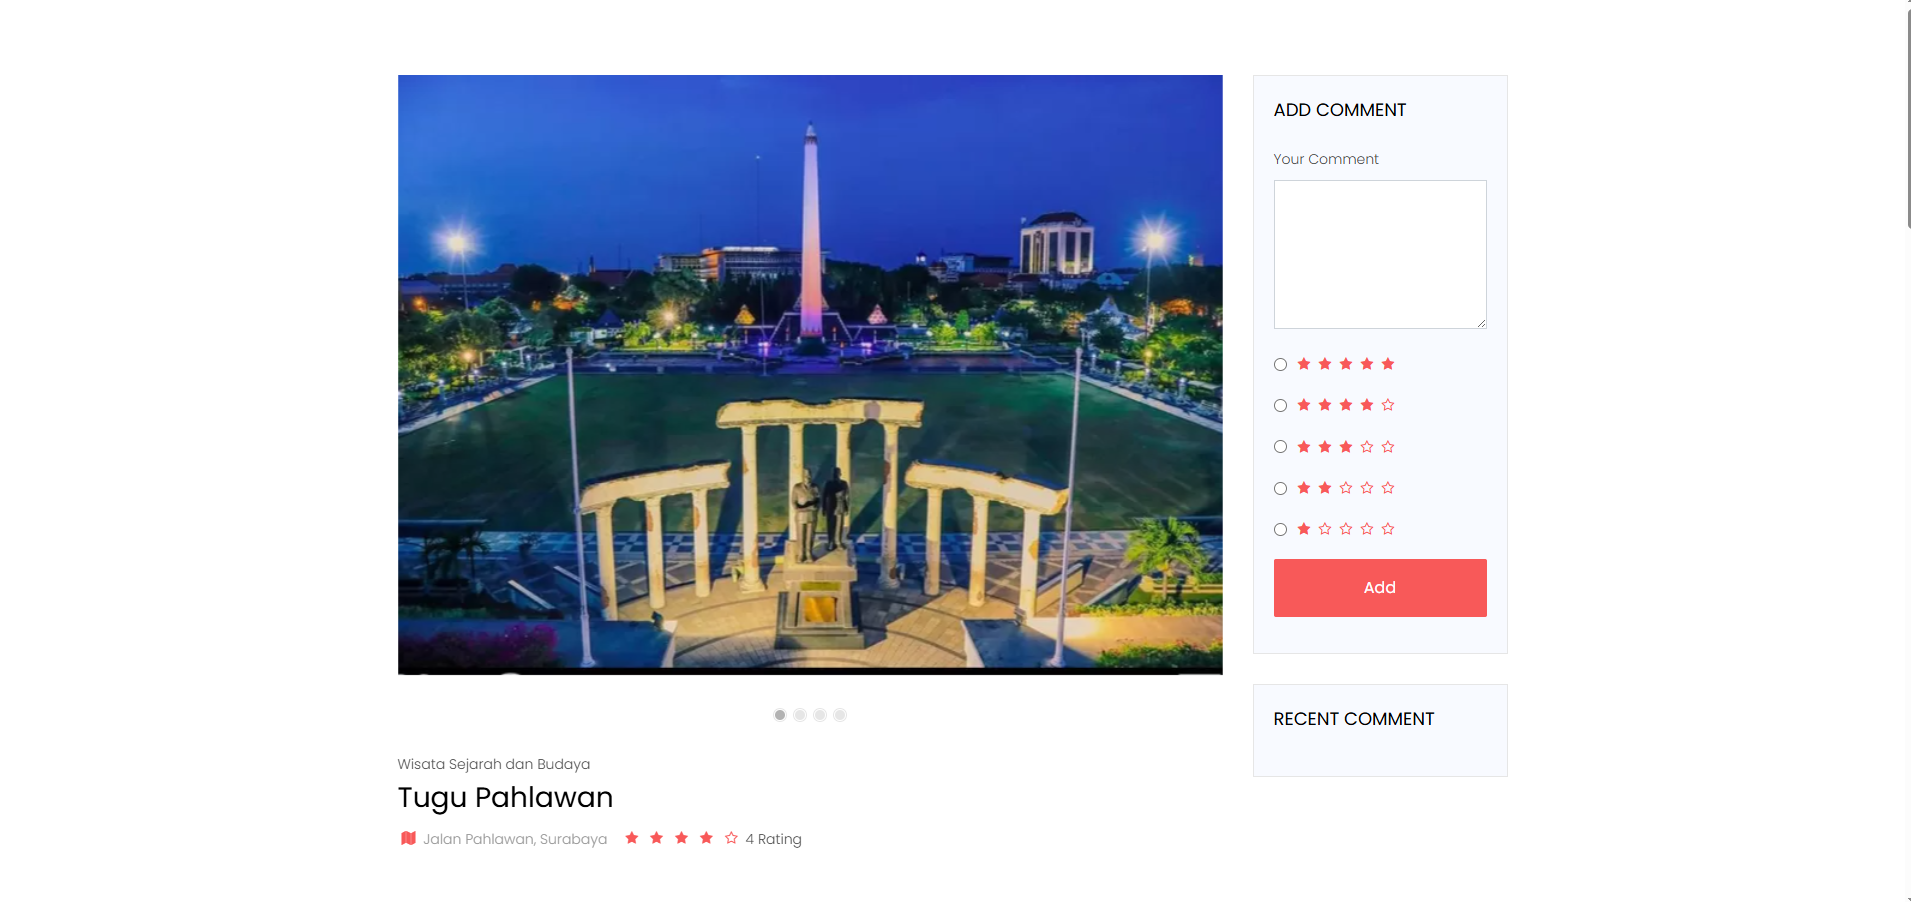 ADD COMMENT
Your Comment
Add
RECENT COMMENT
Wisata Sejarah dan Budaya
Tugu Pahlawan
Jalan Pahlawan, Surabaya
4 Rating